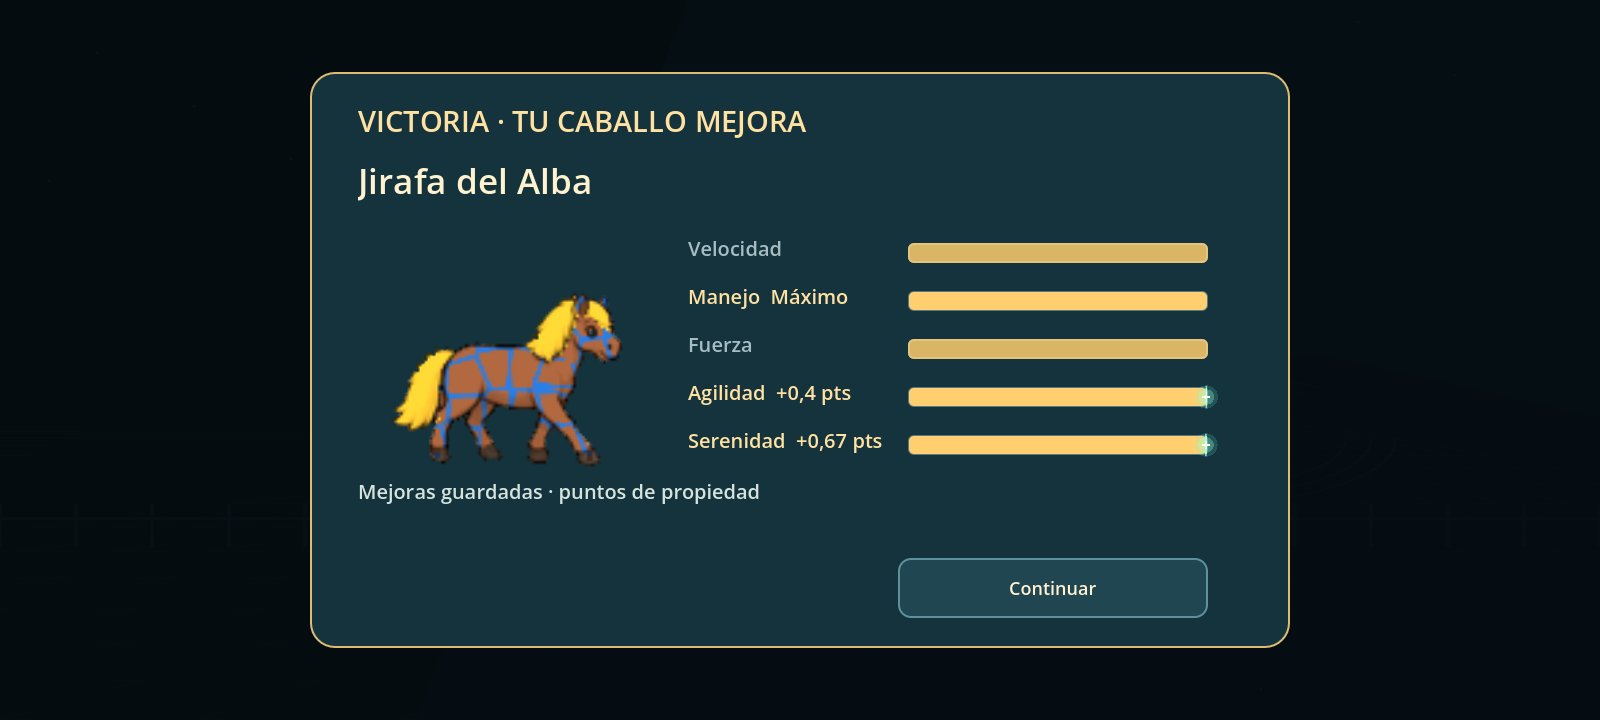 VICTORIA · TU CABALLO MEJORA
Jirafa del Alba
Velocidad
Manejo Máximo
Fuerza
Agilidad +0,4 pts
Serenidad +0,67 pts
Mejoras guardadas · puntos de propiedad
Continuar